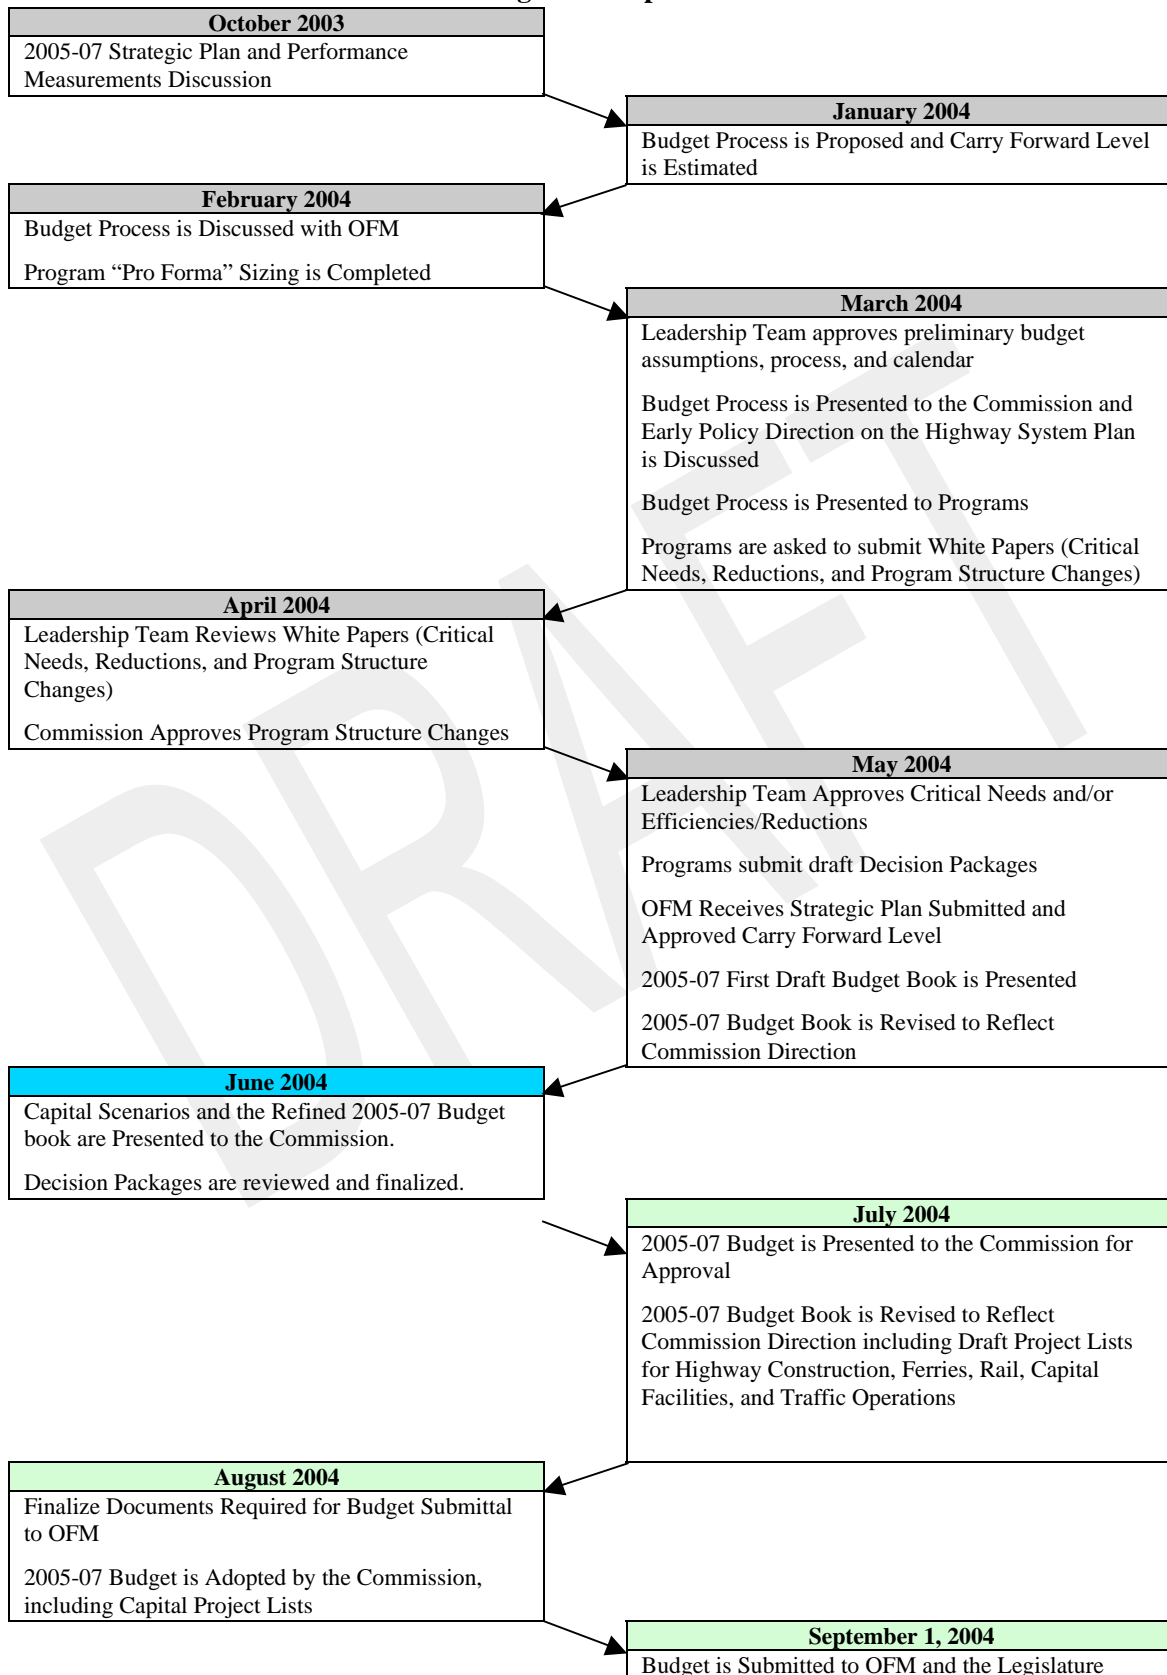 October 2003
2005-07 Strategic Plan and Performance
Measurements Discussion
January 2004
Budget Process is Proposed and Carry Forward Level
is Estimated
February 2004
Budget Process is Discussed with OFM
Program “Pro Forma” Sizing is Completed
March 2004
Leadership Team approves preliminary budget
assumptions, process, and calendar
Budget Process is Presented to the Commission and
Early Policy Direction on the Highway System Plan
is Discussed
Budget Process is Presented to Programs
Programs are asked to submit White Papers (Critical
Needs, Reductions, and Program Structure Changes)
April 2004
Leadership Team Reviews White Papers (Critical
Needs, Reductions, and Program Structure
Changes)
Commission Approves Program Structure Changes
May 2004
Leadership Team Approves Critical Needs and/or
Efficiencies/Reductions
Programs submit draft Decision Packages
OFM Receives Strategic Plan Submitted and
Approved Carry Forward Level
2005-07 First Draft Budget Book is Presented
2005-07 Budget Book is Revised to Reflect
Commission Direction
June 2004
Capital Scenarios and the Refined 2005-07 Budget
book are Presented to the Commission.
Decision Packages are reviewed and finalized.
July 2004
2005-07 Budget is Presented to the Commission for
Approval
2005-07 Budget Book is Revised to Reflect
Commission Direction including Draft Project Lists
for Highway Construction, Ferries, Rail, Capital
Facilities, and Traffic Operations
August 2004
Finalize Documents Required for Budget Submittal
to OFM
2005-07 Budget is Adopted by the Commission,
including Capital Project Lists
September 1, 2004
Budget is Submitted to OFM and the Legislature
DRAFT